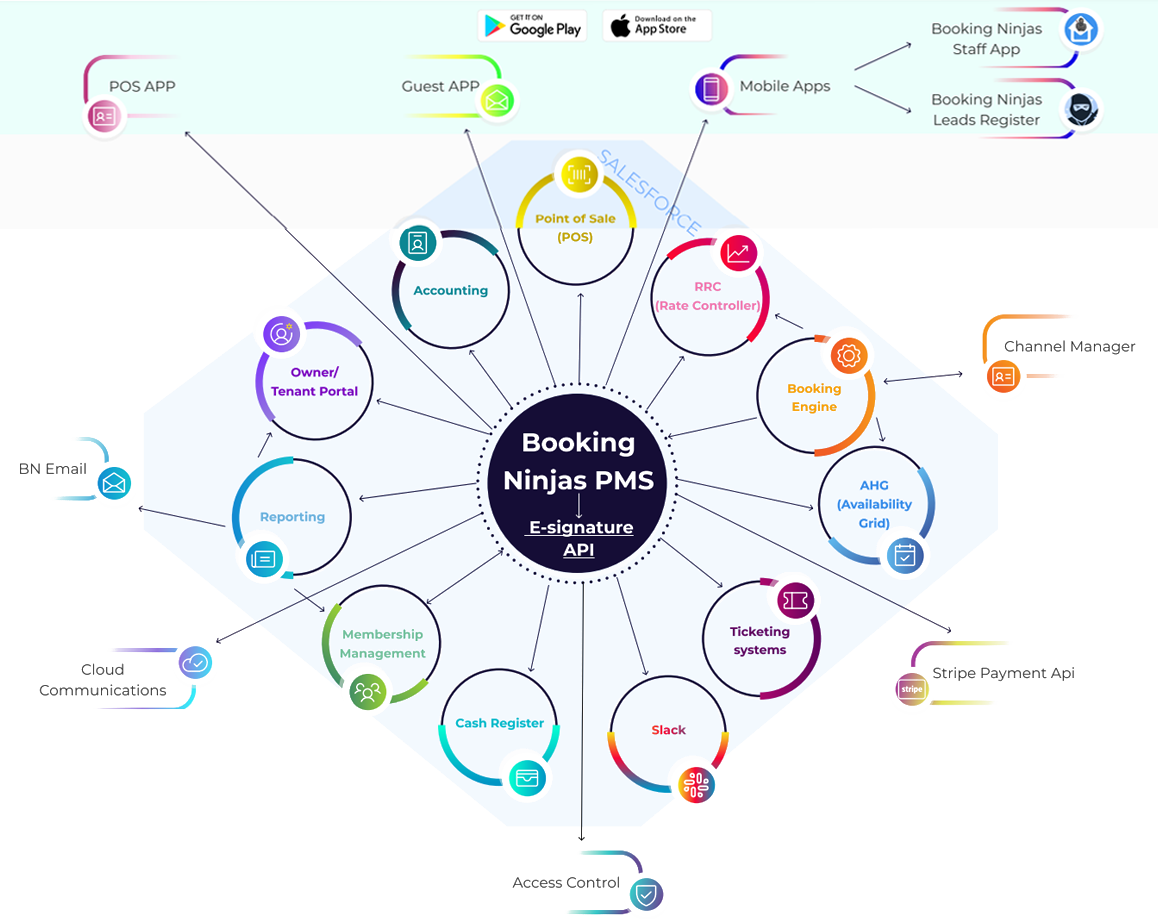 GET IT ON
Google Play
Download on the
App Store
Booking Ninjas
Staff App
POS APP
Guest APP
Mobile Apps
Booking Ninjas
Leads Register
SALESFORCE
Point of Sale
(POS)
Accounting
RRC
(Rate Controller)
Owner/
Tenant Portal
Booking
Engine
Channel Manager
BN Email
Reporting
Booking
Ninjas PMS
E-signature
API
AHG
(Availability
Grid)
Membership
Management
Ticketing
systems
Cloud
Communications
Stripe Payment Api
stripe
Cash Register
Slack
Access Control